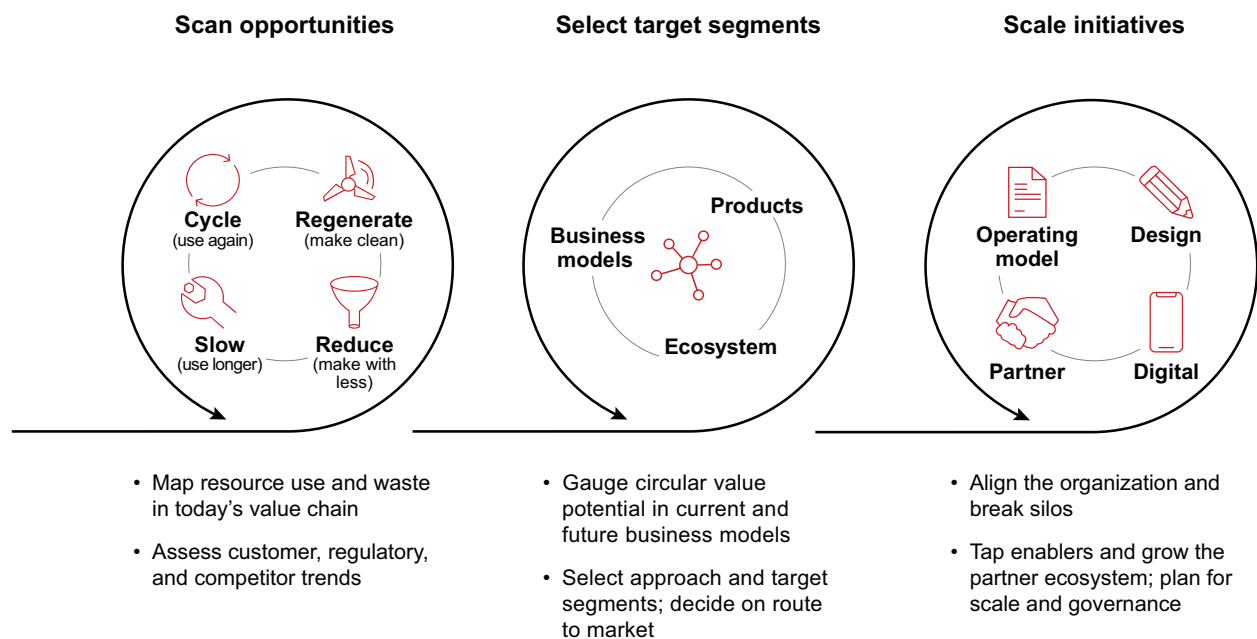 Scan opportunities
Cycle
(use again)
Regenerate
(make clean)
Slow
(use longer)
Reduce
(make with
less)
• Map resource use and waste
in today’s value chain
• Assess customer, regulatory,
and competitor trends
Select target segments
Products
Business
models
Ecosystem
• Gauge circular value
potential in current and
future business models
• Select approach and target
segments; decide on route
to market
Scale initiatives
Operating
model
Design
Partner
Digital
• Align the organization and
break silos
• Tap enablers and grow the
partner ecosystem; plan for
scale and governance